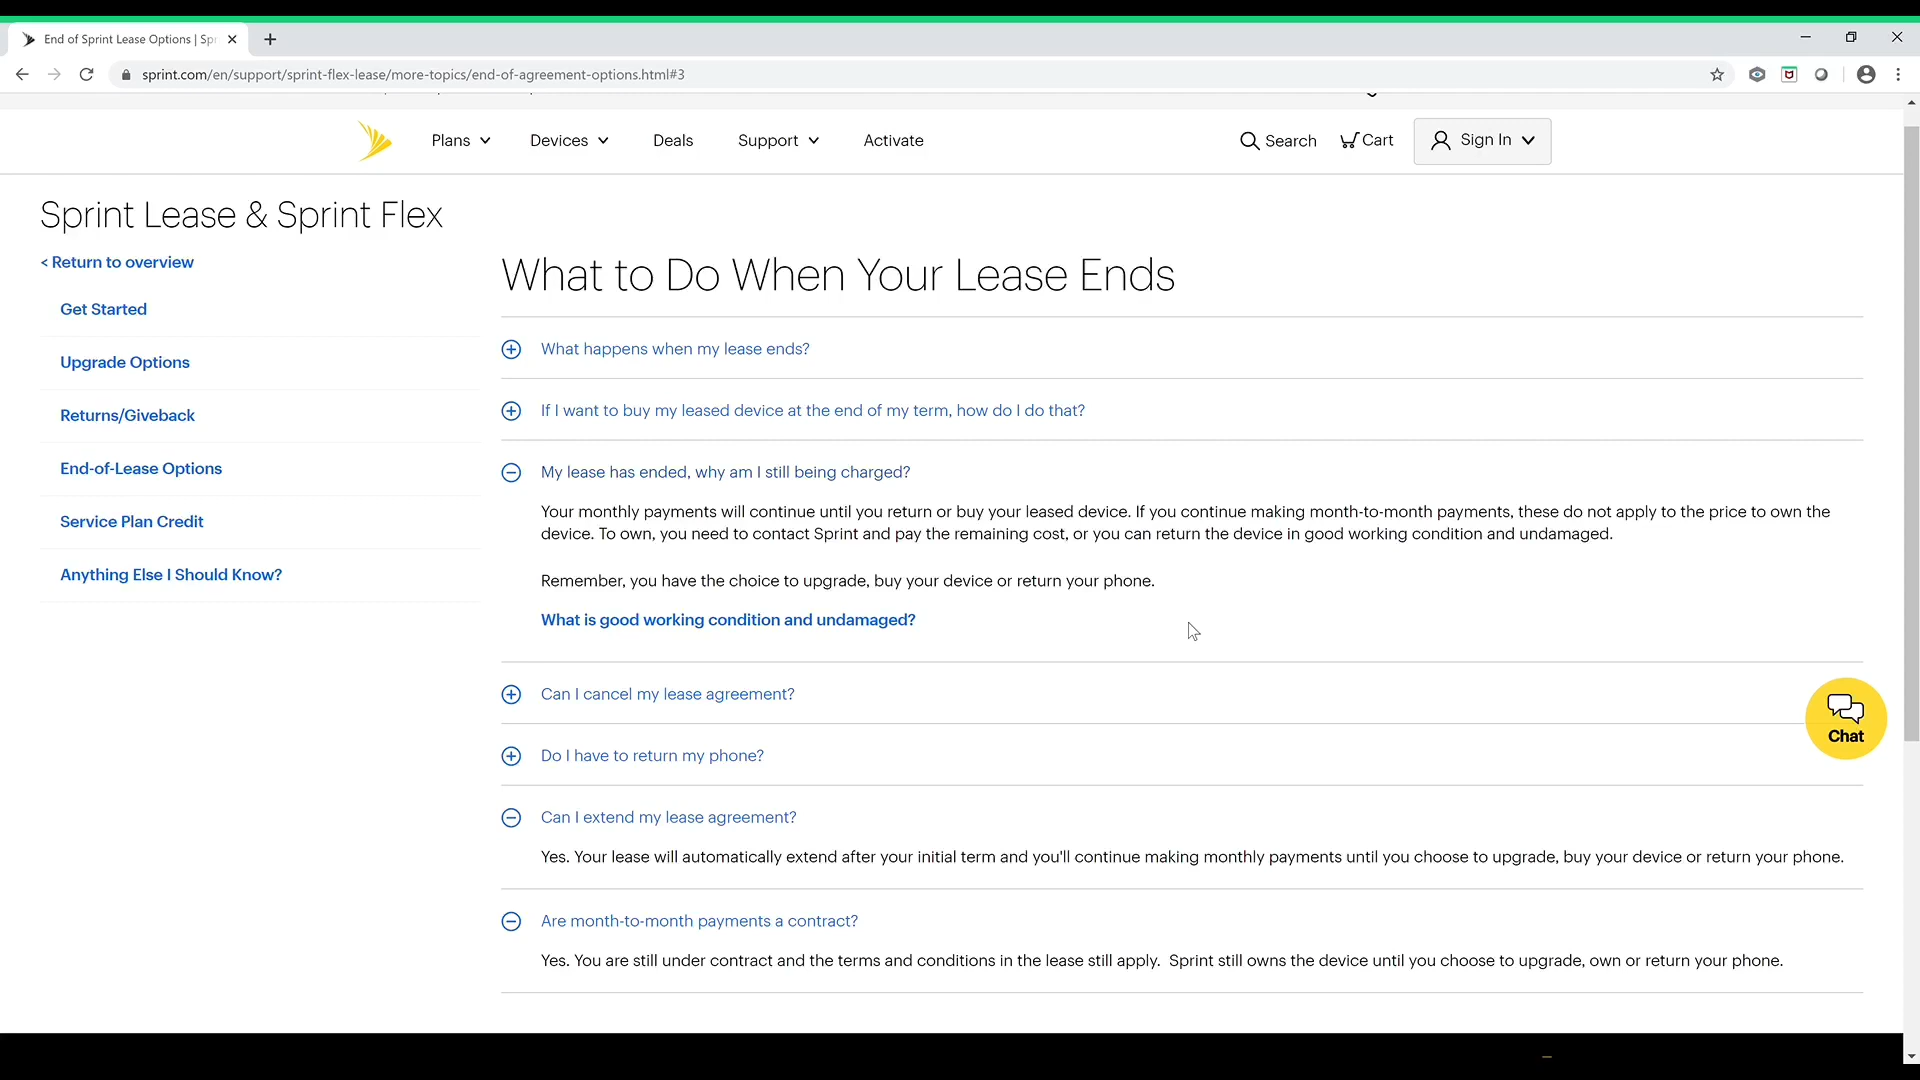 End of Sprint Lease Options | Spr
sprint.com/en/support/sprint-flex-lease/more-topics/end-of-agreement-options.html#3
Plans
Devices
Deals
Support
Activate
Search
Cart
Sign In
Sprint Lease & Sprint Flex
< Return to overview
Get Started
Upgrade Options
Returns/Giveback
End-of-Lease Options
Service Plan Credit
Anything Else I Should Know?
What to Do When Your Lease Ends
What happens when my lease ends?
If I want to buy my leased device at the end of my term, how do I do that?
My lease has ended, why am I still being charged?
Your monthly payments will continue until you return or buy your leased device. If you continue making month-to-month payments, these do not apply to the price to own the
device. To own, you need to contact Sprint and pay the remaining cost, or you can return the device in good working condition and undamaged.
Remember, you have the choice to upgrade, buy your device or return your phone.
What is good working condition and undamaged?
Can I cancel my lease agreement?
Do I have to return my phone?
Can I extend my lease agreement?
Yes. Your lease will automatically extend after your initial term and you'll continue making monthly payments until you choose to upgrade, buy your device or return your phone.
Are month-to-month payments a contract?
Yes. You are still under contract and the terms and conditions in the lease still apply. Sprint still owns the device until you choose to upgrade, own or return your phone.
Chat